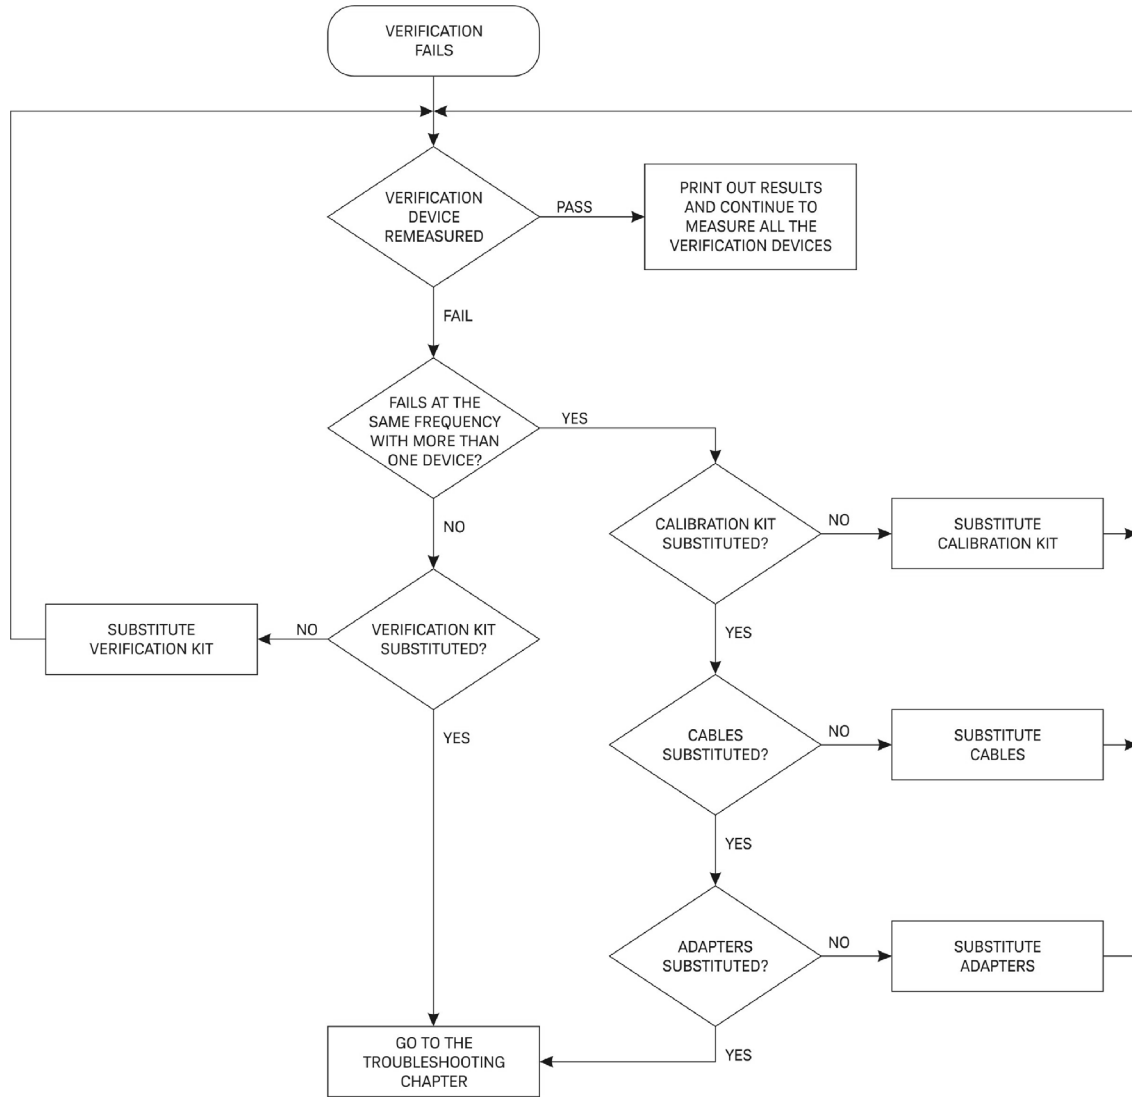 VERIFICATION
FAILS
VERIFICATION
DEVICE
REMEASURED
PASS
PRINT OUT RESULTS
AND CONTINUE TO
MEASURE ALL THE
VERIFICATION DEVICES
FAIL
FAILS AT THE
SAME FREQUENCY
WITH MORE THAN
ONE DEVICE?
YES
NO
CALIBRATION KIT
SUBSTITUTED?
NO
SUBSTITUTE
CALIBRATION KIT
SUBSTITUTE
VERIFICATION KIT
NO
VERIFICATION KIT
SUBSTITUTED?
YES
YES
CABLES
SUBSTITUTED?
NO
SUBSTITUTE
CABLES
YES
ADAPTERS
SUBSTITUTED?
NO
SUBSTITUTE
ADAPTERS
GO TO THE
TROUBLESHOOTING
CHAPTER
YES